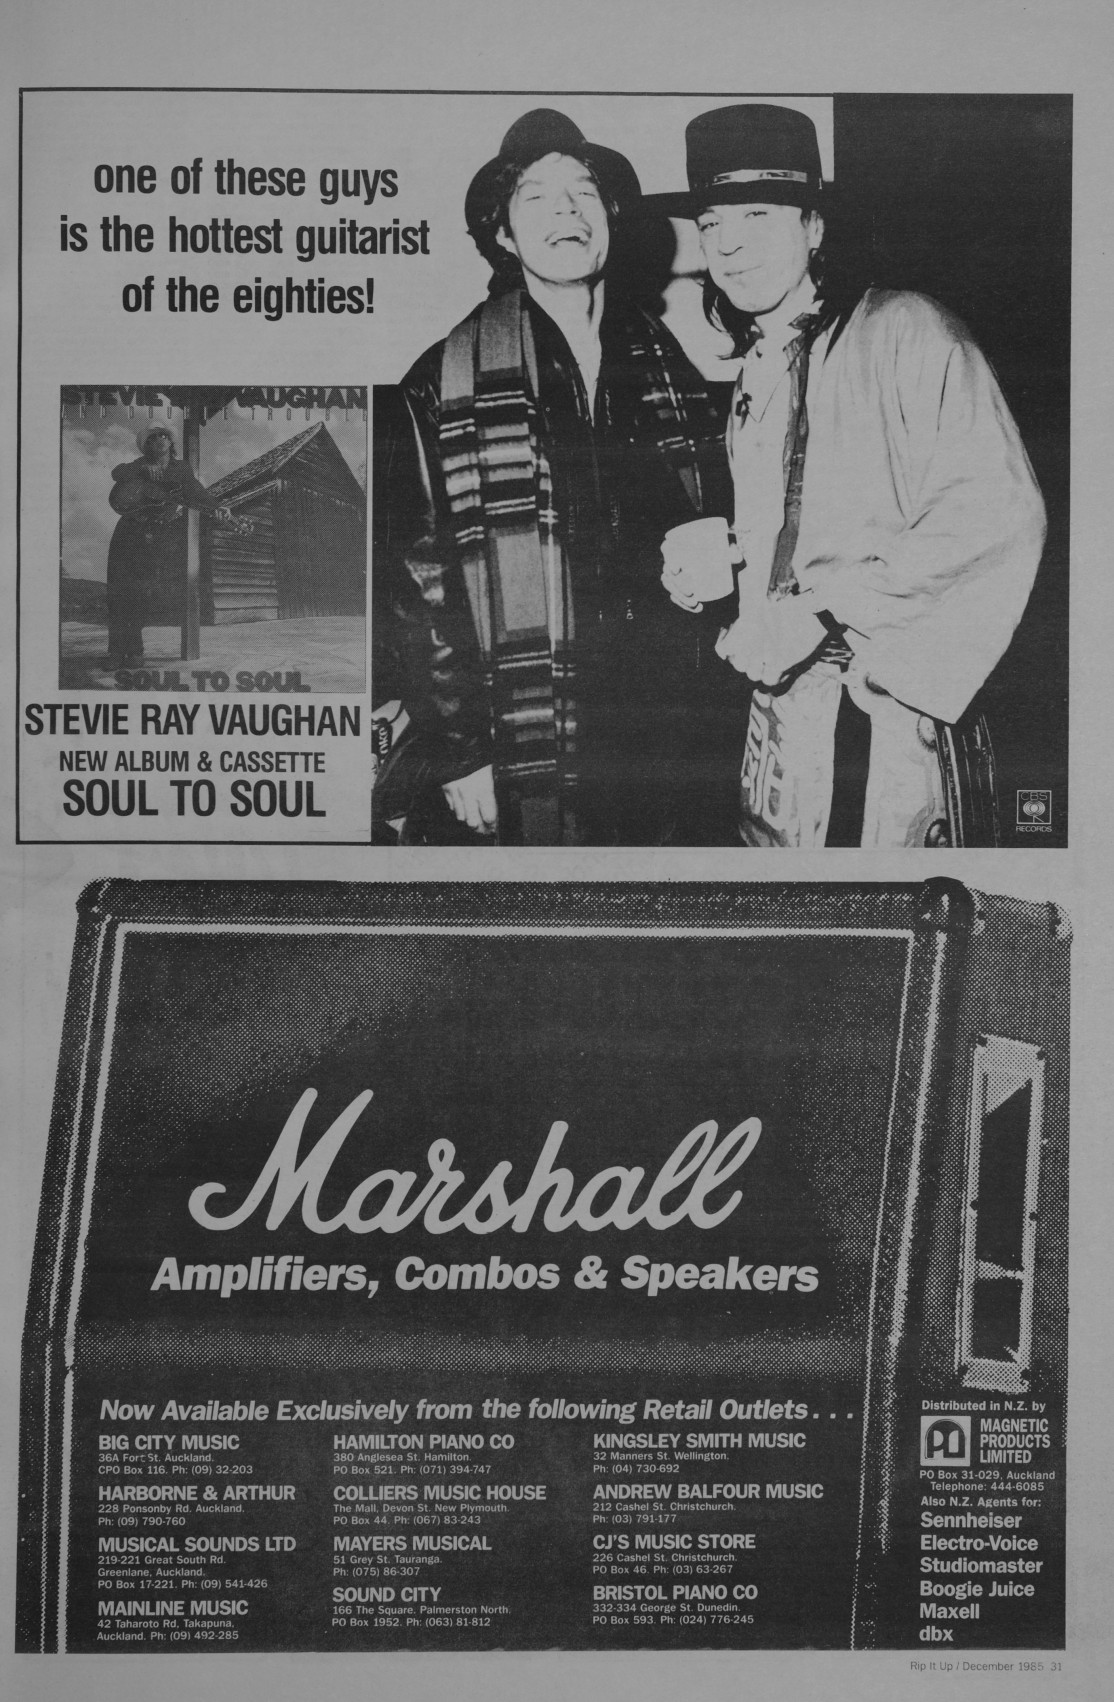 one of these guys
is the hottest guitarist
of the eighties!
STEVIE RAY VAUGHAN
SOUL TO SOUL
STEVIE RAY VAUGHAN
NEW ALBUM & CASSETTE
SOUL TO SOUL
CBS
RECORDS
Marshall
Amplifiers, Combos & Speakers
Now Available Exclusively from the following Retail Outlets...
BIG CITY MUSIC
36A Fort St. Auckland.
CPO Box 116. Ph: (09) 32-203
HARBORNE & ARTHUR
228 Ponsonby Rd. Auckland.
Ph: (09) 790-760
MUSICAL SOUNDS LTD
219-221 Great South Rd.
Greenlane, Auckland.
PO Box 17-221. Ph: (09) 541-426
MAINLINE MUSIC
42 Taharoto Rd, Takapuna,
Auckland. Ph: (09) 492-285
HAMILTON PIANO CO
380 Anglesea St. Hamilton.
PO Box 521. Ph: (071) 394-747
COLLIERS MUSIC HOUSE
The Mall, Devon St. New Plymouth.
PO Box 44. Ph: (067) 83-243
MAYERS MUSICAL
51 Grey St. Tauranga.
Ph: (075) 86-307
SOUND CITY
166 The Square. Palmerston North.
PO Box 1952. Ph: (063) 81-812
KINGSLEY SMITH MUSIC
32 Manners St. Wellington.
Ph: (04) 730-692
ANDREW BALFOUR MUSIC
212 Cashel St. Christchurch.
Ph: (03) 791-177
CJ'S MUSIC STORE
226 Cashel St. Christchurch.
PO Box 46. Ph: (03) 63-267
BRISTOL PIANO CO
332-334 George St. Dunedin.
PO Box 593. Ph: (024) 776-245
Distributed in N.Z. by
MAGNETIC
PRODUCTS
LIMITED
PO Box 31-029, Auckland
Telephone: 444-6085
Also N.Z. Agents for:
Sennheiser
Electro-Voice
Studiomaster
Boogie Juice
Maxell
dbx
Rip It Up / December 1985 31